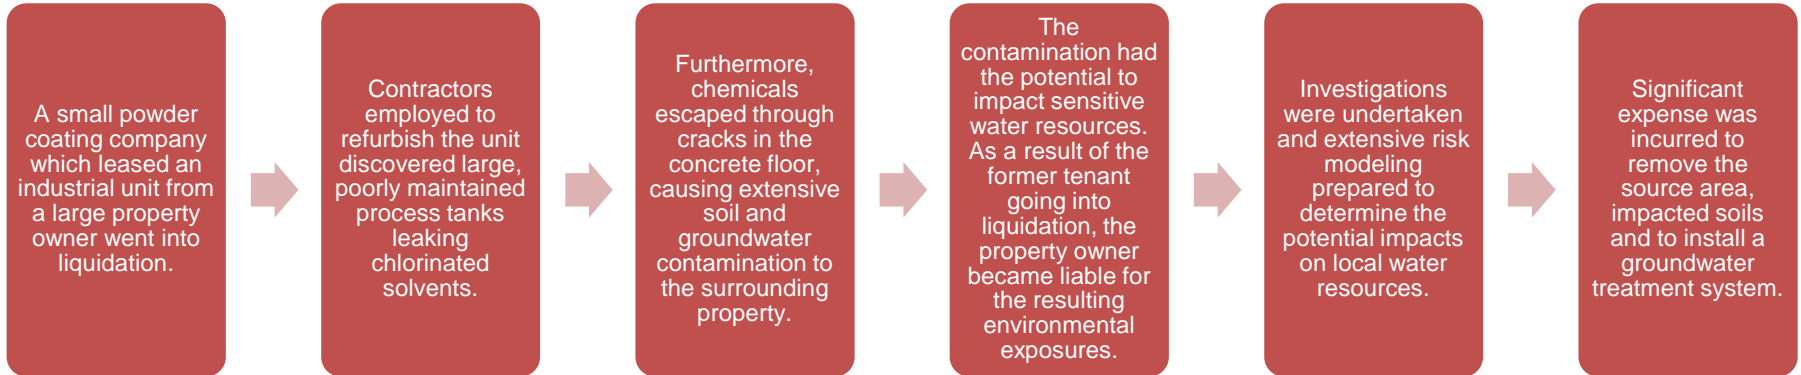 A small powder
coating company
which leased an
industrial unit from
a large property
owner went into
liquidation.
Contractors
employed to
refurbish the unit
discovered large,
poorly maintained
process tanks
leaking
chlorinated
solvents.
Furthermore,
chemicals
escaped through
cracks in the
concrete floor,
causing extensive
soil and
groundwater
contamination to
the surrounding
property.
The
contamination had
the potential to
impact sensitive
water resources.
As a result of the
former tenant
going into
liquidation, the
property owner
became liable for
the resulting
environmental
exposures.
Investigations
were undertaken
and extensive risk
modeling
prepared to
determine the
potential impacts
on local water
resources.
Significant
expense was
incurred to
remove the
source area,
impacted soils
and to install a
groundwater
treatment system.